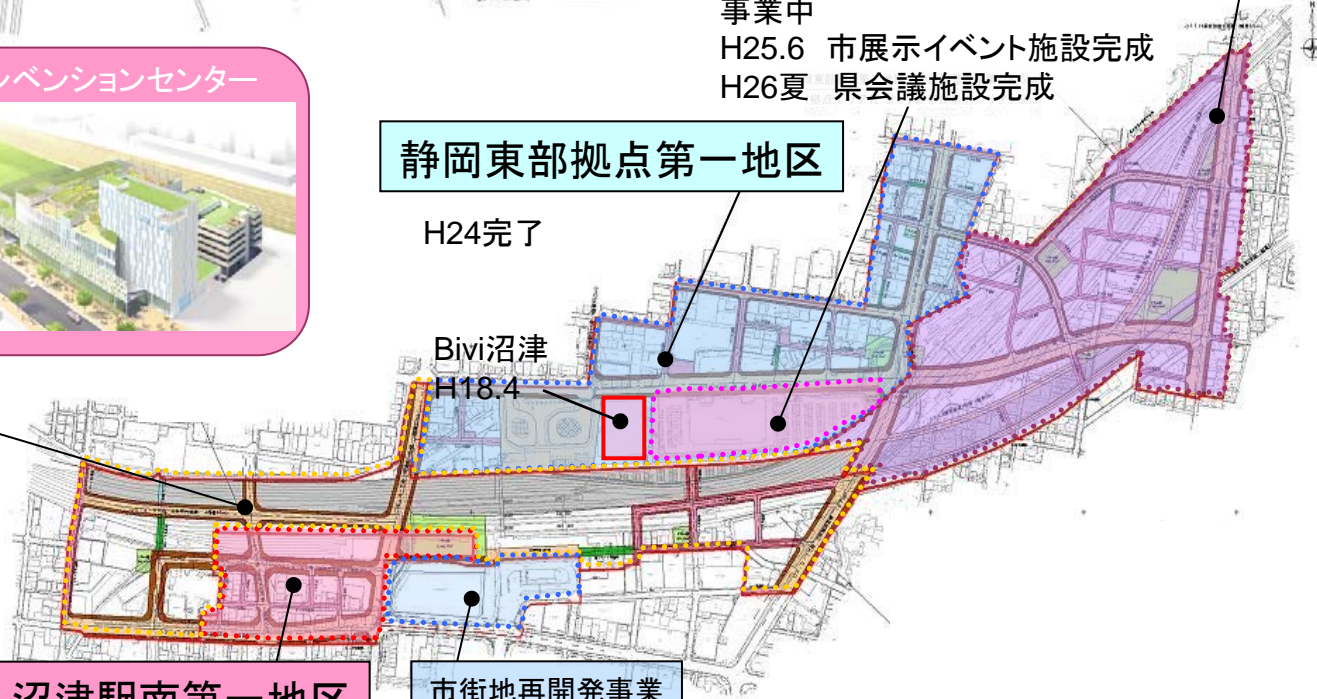 事業中
H25.6 市展示イベント施設完成
H26夏 県会議施設完成
ンベンションセンター
静岡東部拠点第一地区
H24完了
Bivi沼津
H18.4
沼津駅南第一地区
市街地再開発事業